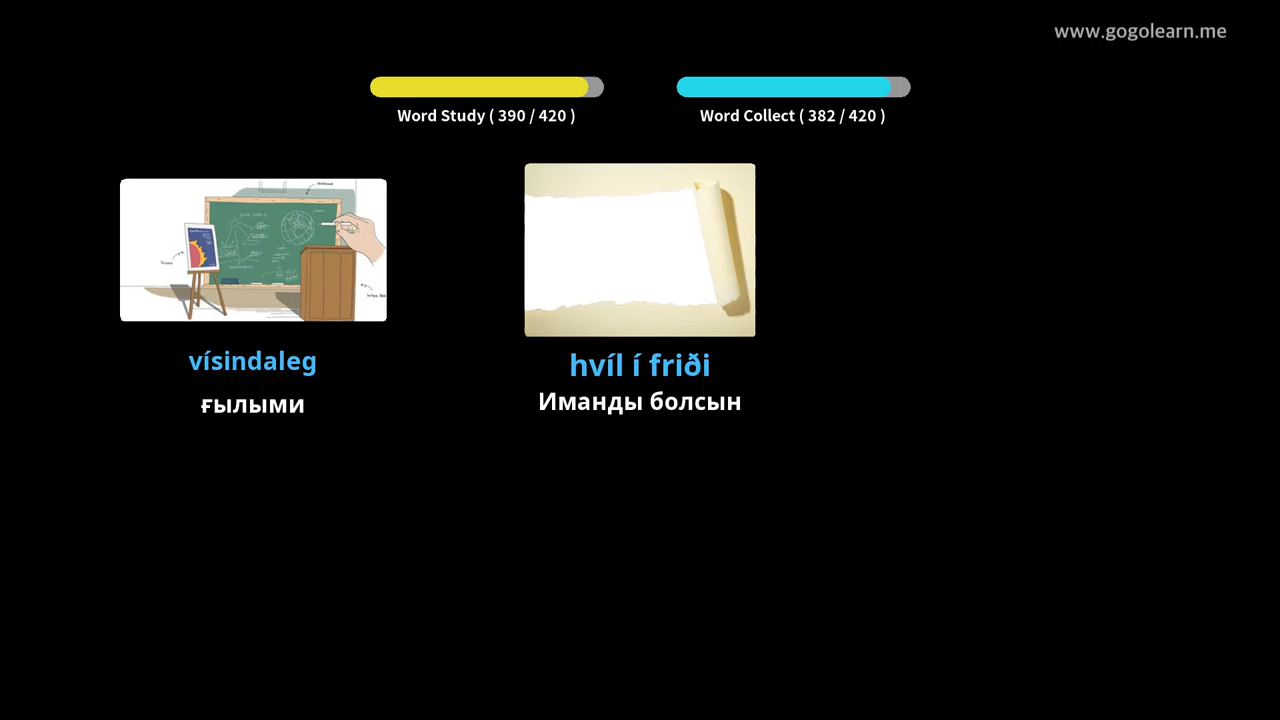 www.gogolearn.me
Word Study ( 390 / 420 )
Word Collect ( 382 / 420 )
vísindaleg
ғылыми
hvíl í friði
Иманды болсын